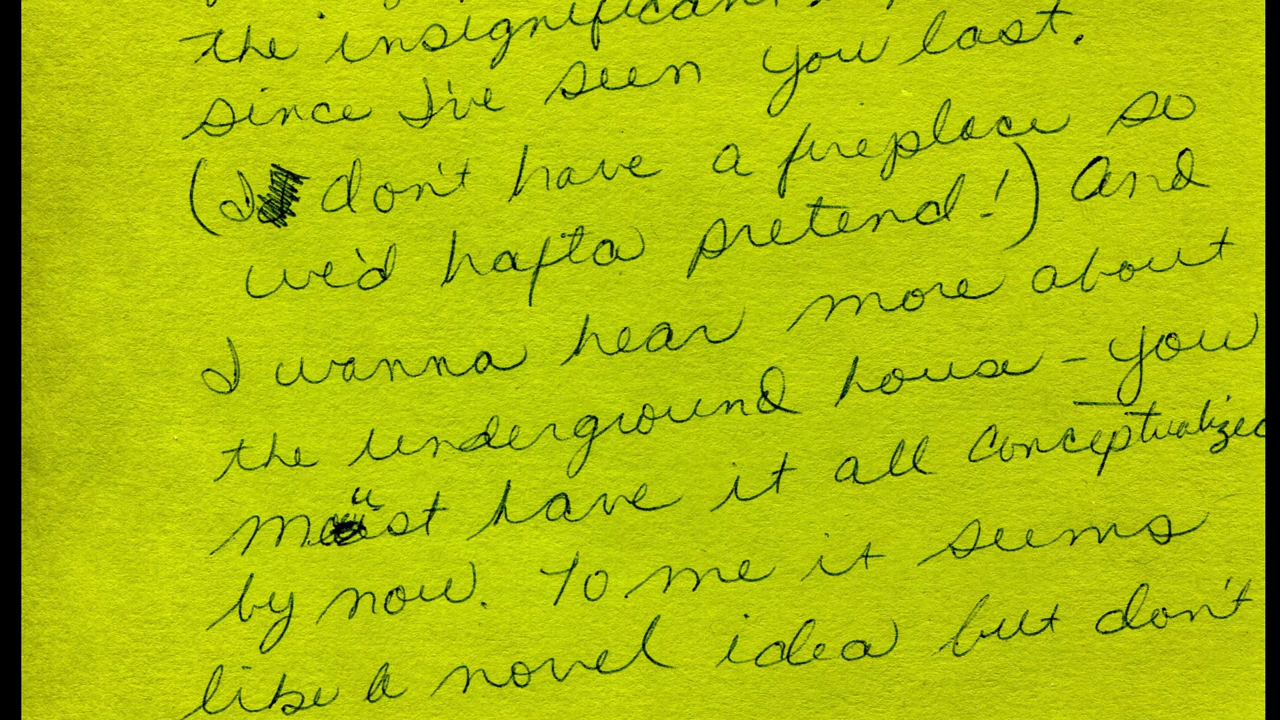 the insignificant
since I've seen you last.
(I don't have a fireplace so
we'd hafta pretend!) And
I wanna hear more about
the underground house – you
must have it all conceptualized
by now. To me it seems
like a novel idea but don't